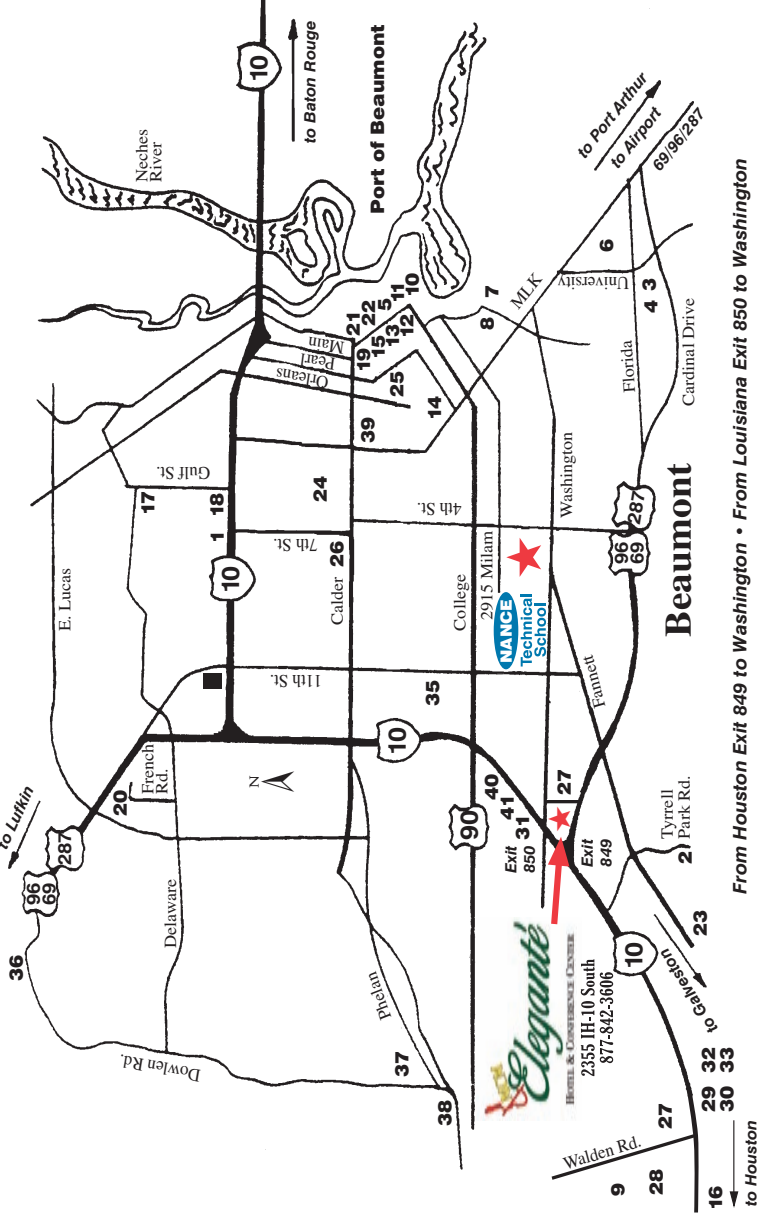 to Lufkin
36
96
69
287
Neches
River
E. Lucas
20
French
Rd.
17
Gulf St.
Delaware
Dowlen Rd.
18
1
10
10
to Baton Rouge
N
11th St.
7th St.
24
26
Calder
Orleans
Pearl
Main
39
19
21
15
22
13
5
25
12
11
10
Port of Beaumont
Phelan
37
38
10
35
14
4th St.
90
College
2915 Milam
NANCE
Technical
School
8
7
MLK
40
41
31
Exit
850
Exit
849
27
MCM
Eleganté
HOTEL & CONFERENCE CENTER
2355 IH-10 South
877-842-3606
Washington
Fannett
University
6
Florida
4
3
Cardinal Drive
to Port Arthur
to Airport
69/96/287
96
69
287
Beaumont
Tyrrell
Park Rd.
2
23
10
to Galveston
Walden Rd.
9
28
27
29
32
30
33
16
to Houston
From Houston Exit 849 to Washington • From Louisiana Exit 850 to Washington